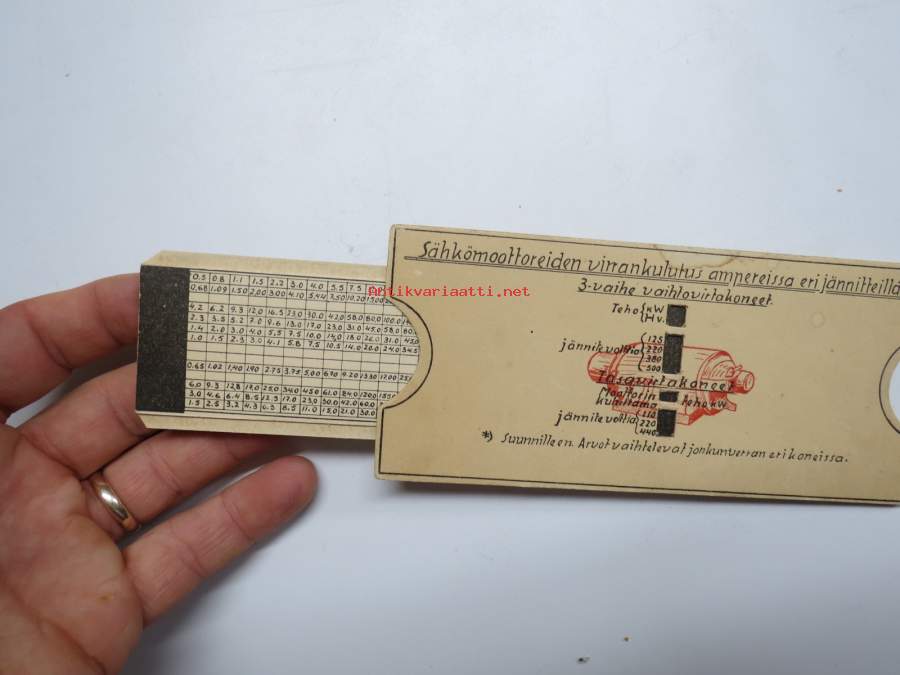 Sähkömoottoreiden virrankulutus ampereissa eri jännitteillä
3-vaihe vaihtovirtakoneet.
Teho {kW
Hv.
jännite volttia {125
220
380
500
Tasavirtakoneet
Moottorin
kuluttama teho kW
jännite volttia {110
220
440
*) Suunnilleen. Arvot vaihtelevat jonkunverran eri koneissa.
Antikvariaatti.net
0.5 0.8 1.1 1.5 2.2 3.0 4.0 5.5 7.5
0.68 1.09 1.50 2.00 3.00 4.10 5.44 7.50 10.20
4.2 6.2 9.3 12.0 16.5 23.0 30.0 42.0 58.0 80.0 100.0
2.3 3.5 5.2 7.0 9.6 13.0 17.0 23.0 31.0 45.0 58.0
1.4 2.0 3.0 4.0 5.5 7.5 10.0 14.0 18.0 26.0 31.0 45.0
1.0 1.5 2.3 3.0 4.1 5.8 7.5 10.5 14.0 20.0 24.0 34.5
0.65 1.02 1.40 1.90 2.75 3.75 5.00 6.70 9.20 13.30 17.00
6.0 9.3 12.8 17.0 25.0 34.0 45.0 61.0 84.0 120.0
3.0 4.6 6.4 8.5 12.5 17.0 23.0 30.0 42.0 60.0
1.5 2.5 3.2 4.3 6.3 8.5 11.0 15.0 21.0 30.0